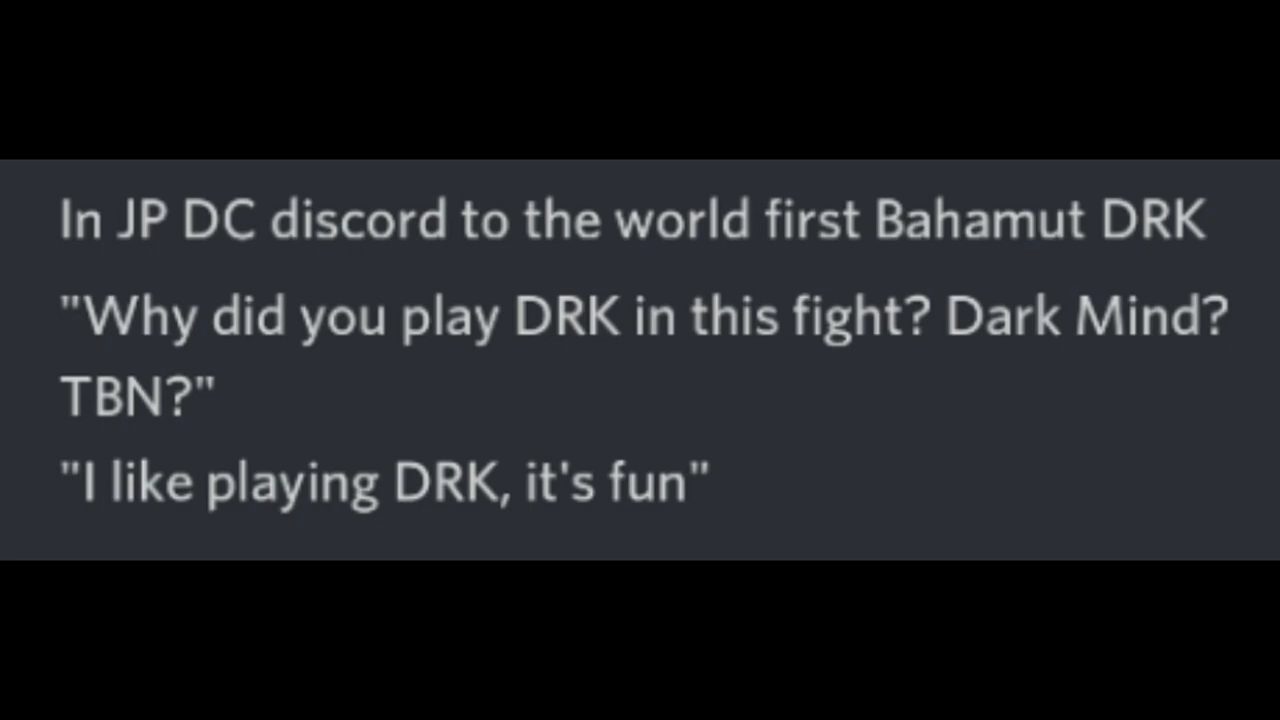 In JP DC discord to the world first Bahamut DRK
"Why did you play DRK in this fight? Dark Mind?
TBN?"
"I like playing DRK, it's fun"